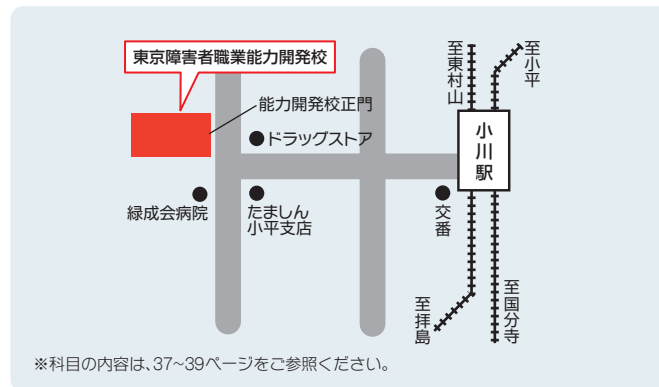 東京障害者職業能力開発校
能力開発校正門
ドラッグストア
緑成会病院
たましん
小平支店
交番
小川駅
至東村山
至小平
至拝島
至国分寺
※科目の内容は、37~39ページをご参照ください。